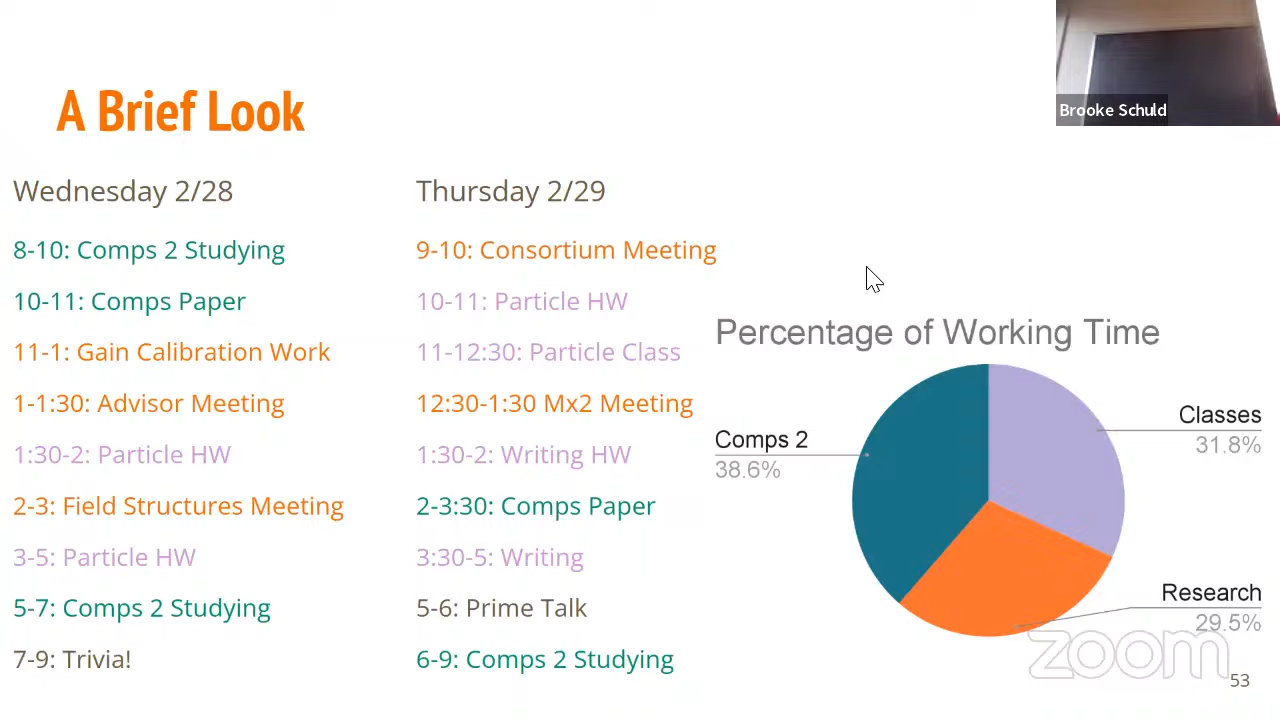 Brooke Schuld
A Brief Look
Wednesday 2/28
8-10: Comps 2 Studying
10-11: Comps Paper
11-1: Gain Calibration Work
1-1:30: Advisor Meeting
1:30-2: Particle HW
2-3: Field Structures Meeting
3-5: Particle HW
5-7: Comps 2 Studying
7-9: Trivia!
Thursday 2/29
9-10: Consortium Meeting
10-11: Particle HW
11-12:30: Particle Class
12:30-1:30 Mx2 Meeting
1:30-2: Writing HW
2-3:30: Comps Paper
3:30-5: Writing
5-6: Prime Talk
6-9: Comps 2 Studying
Percentage of Working Time
Comps 2
38.6%
Classes
31.8%
Research
29.5%
zoom
53